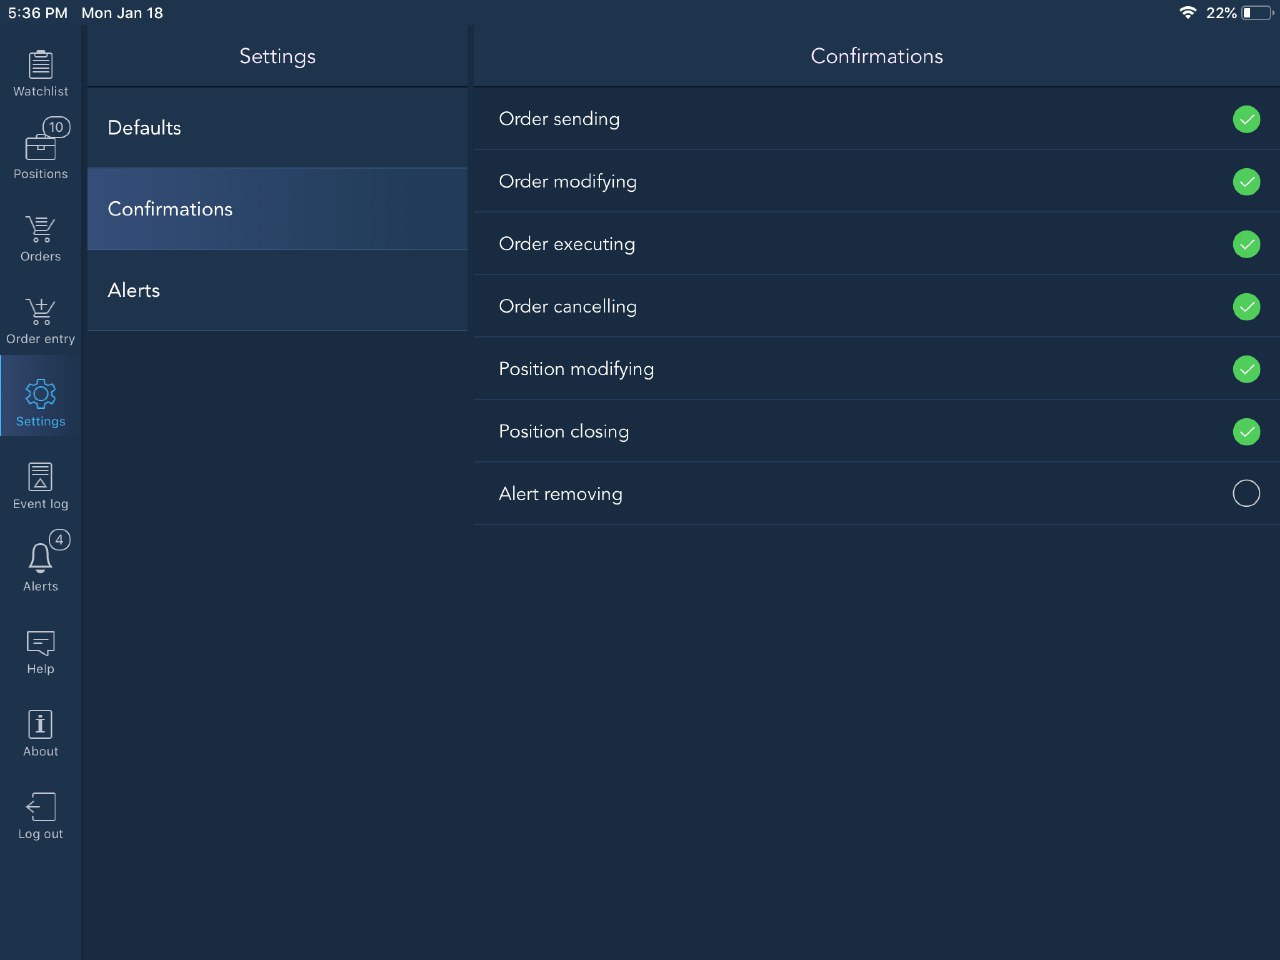 5:36 PM Mon Jan 18
22%
Watchlist
10
Positions
Orders
Order entry
Settings
Event log
4
Alerts
Help
About
Log out
Settings
Defaults
Confirmations
Alerts
Confirmations
Order sending
Order modifying
Order executing
Order cancelling
Position modifying
Position closing
Alert removing